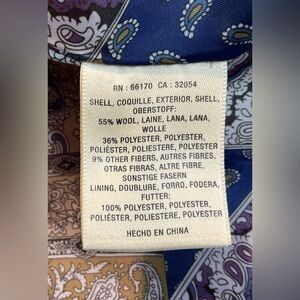 RN : 66170 CA : 32054
SHELL, COQUILLE, EXTERIOR, SHELL,
OBERSTOFF:
55% WOOL, LAINE, LANA, LANA,
WOLLE
36% POLYESTER, POLYESTER,
POLIÉSTER, POLIESTERE, POLYESTER
9% OTHER FIBERS, AUTRES FIBRES,
OTRAS FIBRAS, ALTRE FIBRE,
SONSTIGE FASERN
LINING, DOUBLURE, FORRO, FODERA,
FUTTER:
100% POLYESTER, POLYESTER,
POLIÉSTER, POLIESTERE, POLYESTER
HECHO EN CHINA